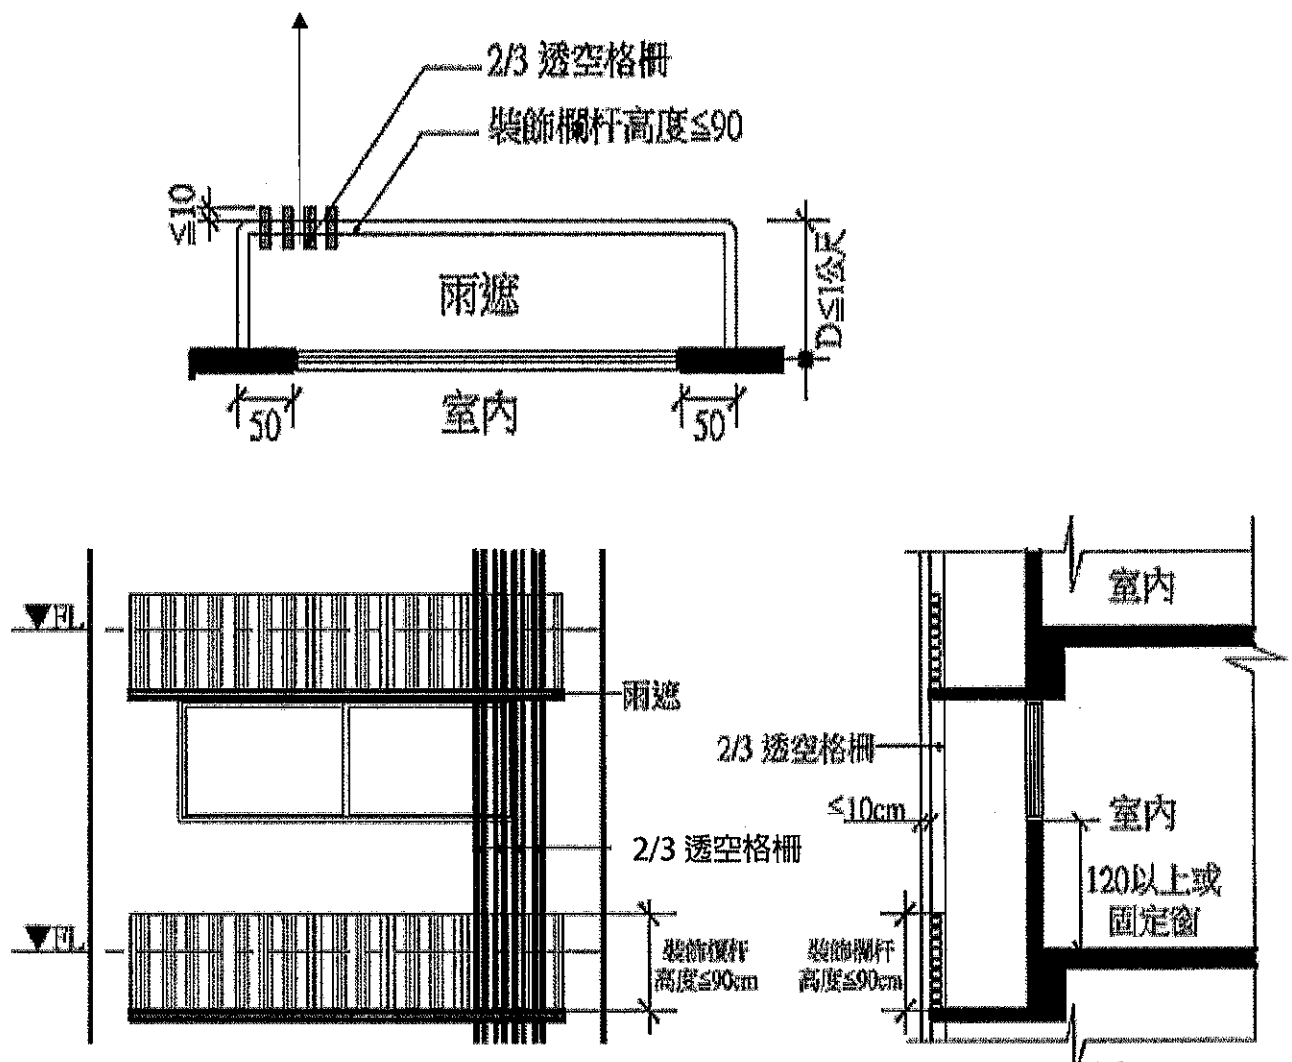 2/3 透空格柵
裝飾欄杆高度≦90
≦10
雨遮
D≦1公尺
室內
50
50
FL
雨遮
2/3 透空格柵
FL
裝飾欄杆
高度≦90cm
室內
2/3 透空格柵
≤10cm
室內
120以上或
固定窗
裝飾欄杆
高度≦90cm